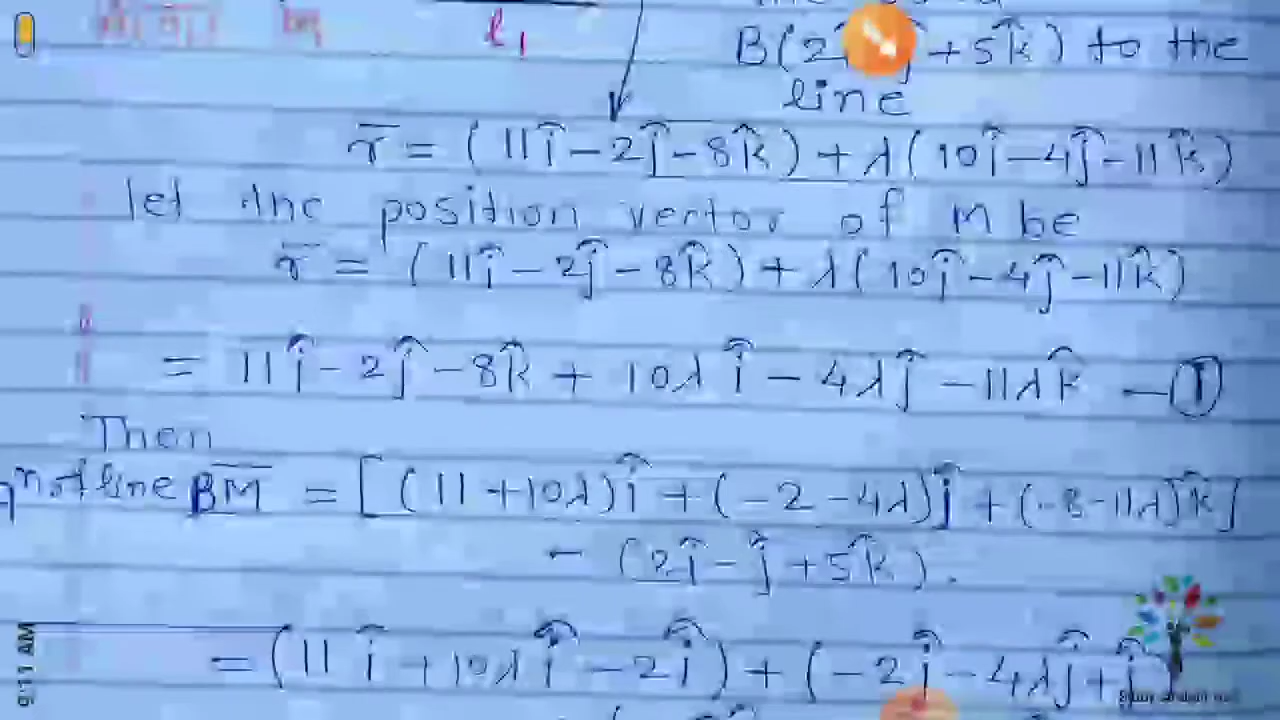 l₁
B(2 + 5k̂) to the
line
r̄ = (11î - 2ĵ - 8k̂) + λ(10î - 4ĵ - 11k̂)
let the position vector of M be
r̄ = (11î - 2ĵ - 8k̂) + λ(10î - 4ĵ - 11k̂)
= 11î - 2ĵ - 8k̂ + 10λî - 4λĵ - 11λk̂ — ①
Then
line B̅M̅ = [(11 + 10λ)î + (-2 - 4λ)ĵ + (-8 - 11λ)k̂]
- (2î - ĵ + 5k̂).
= (11î + 10λî - 2î) + (-2ĵ - 4λĵ + ĵ)